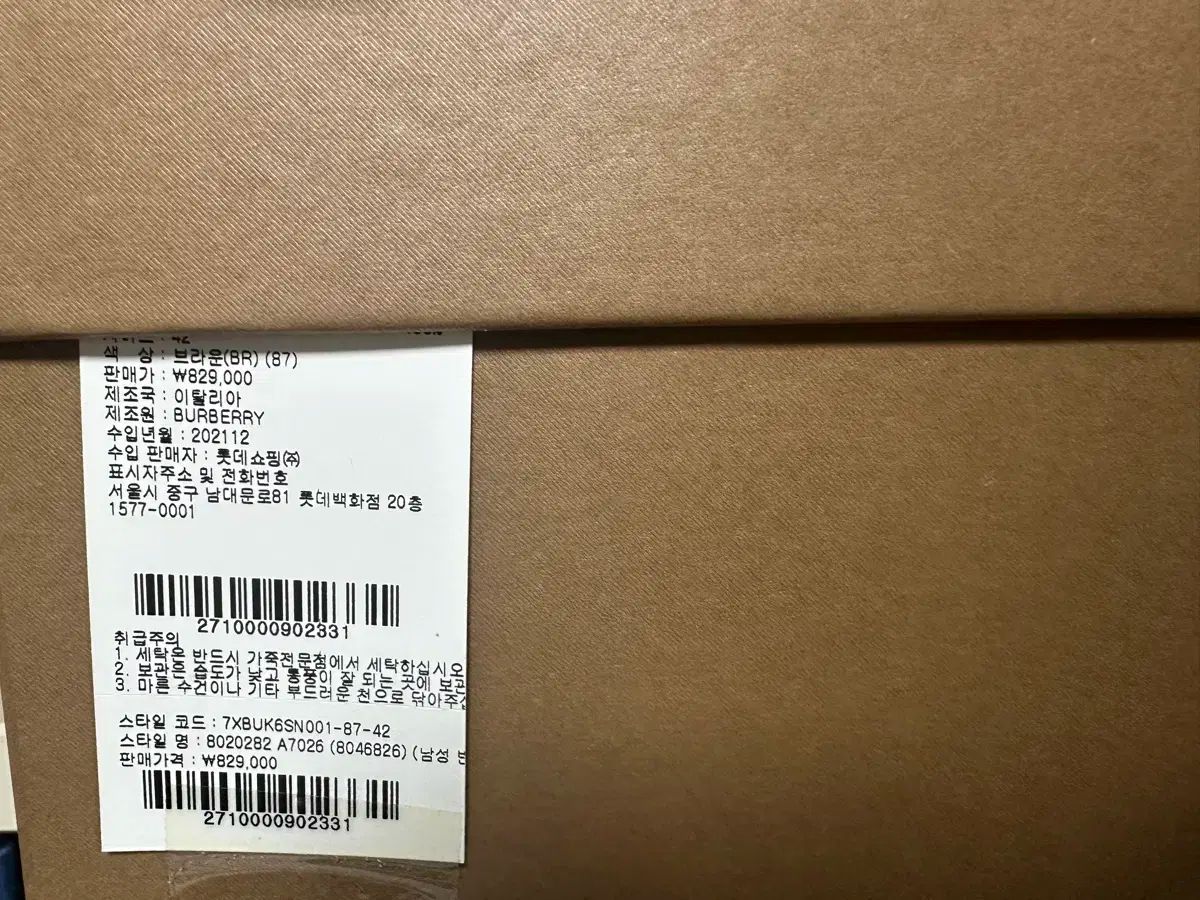 42
색 상 : 브라운(BR) (87)
판매가 : ₩829,000
제조국 : 이탈리아
제조원 : BURBERRY
수입년월 : 202112
수입 판매자 : 롯데쇼핑㈜
표시자주소 및 전화번호
서울시 중구 남대문로81 롯데백화점 20층
1577-0001
2710000902331
취급주의
1. 세탁은 반드시 가죽전문점에서 세탁하십시오
2. 보관은 습도가 낮고 통풍이 잘 되는 곳에
3. 마른 수건이나 기타 부드러운 천으로 닦아주
스타일 코드 : 7XBUK6SN001-87-42
스타일 명 : 8020282 A7026 (8046826) (남성
판매가격 : ₩829,000
2710000902331